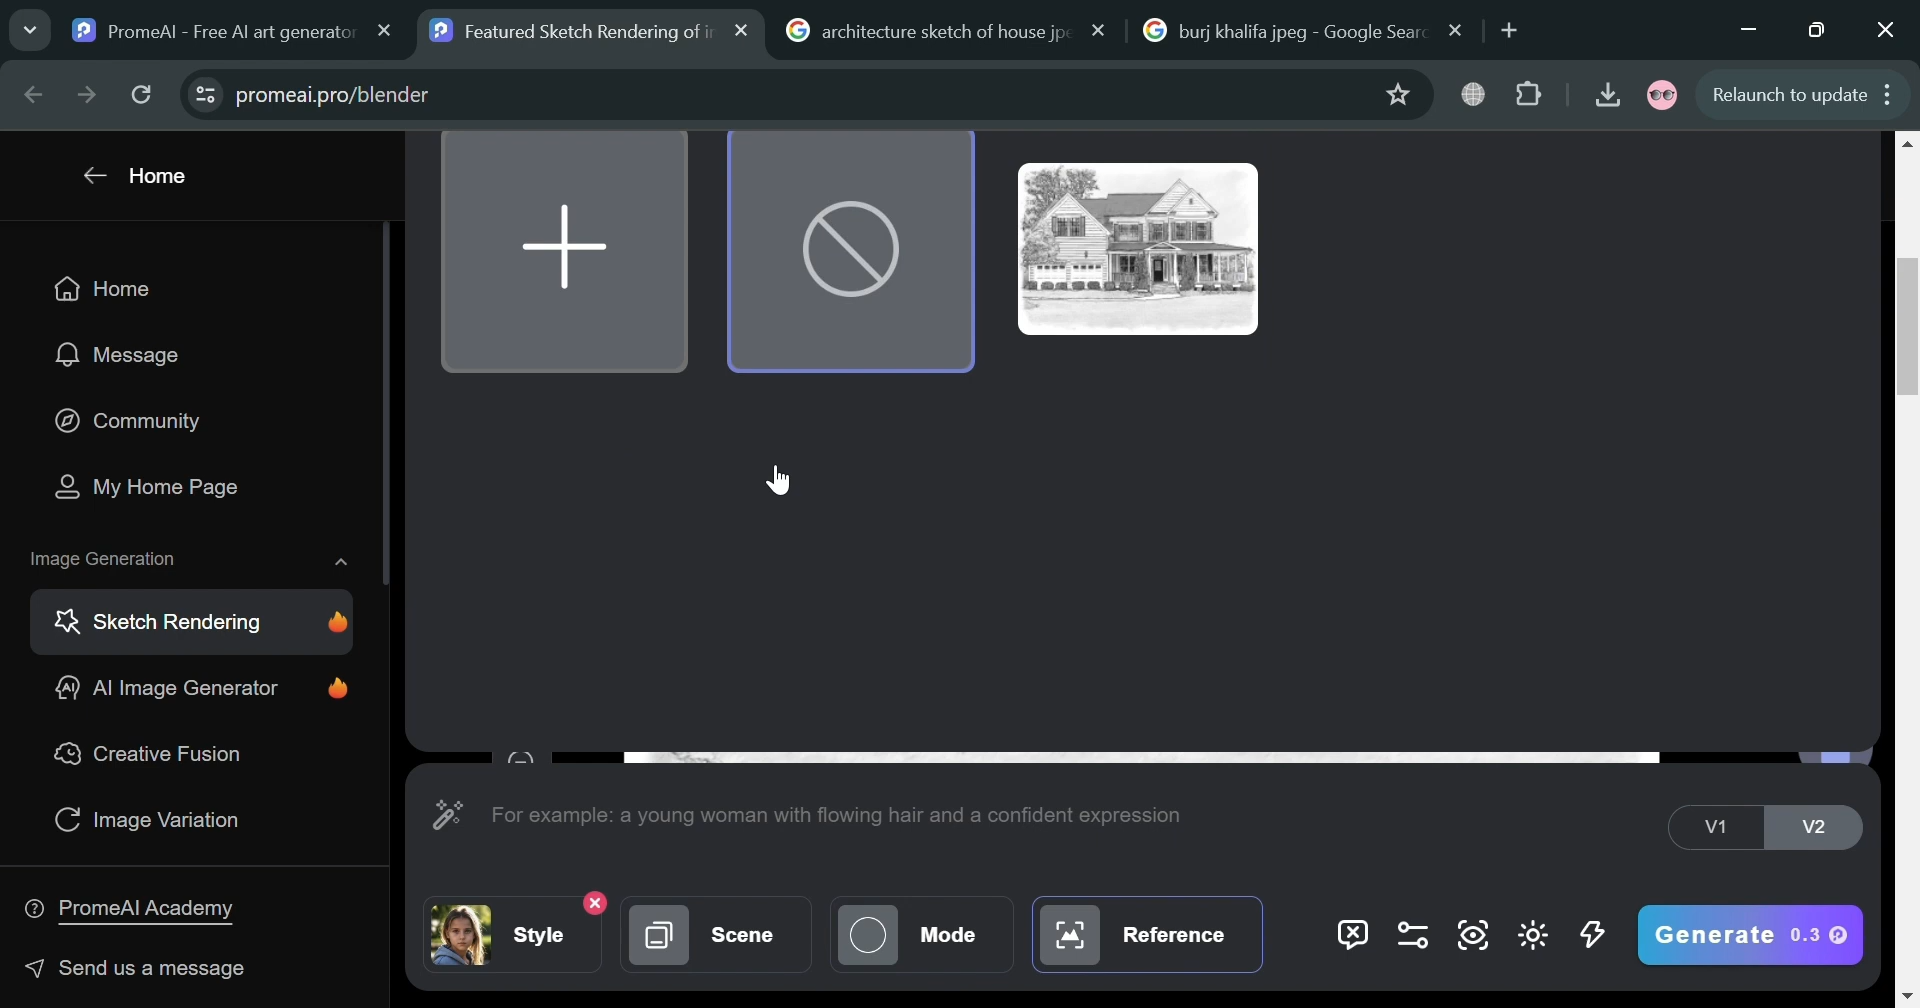 PromeAI - Free AI art generator
Featured Sketch Rendering of ir
architecture sketch of house jpe
burj khalifa jpeg - Google Searc
promeai.pro/blender
Relaunch to update
Home
Home
Message
Community
My Home Page
Image Generation
Sketch Rendering
AI Image Generator
Creative Fusion
Image Variation
PromeAI Academy
Send us a message
For example: a young woman with flowing hair and a confident expression
V1
V2
Style
Scene
Mode
Reference
Generate 0.3